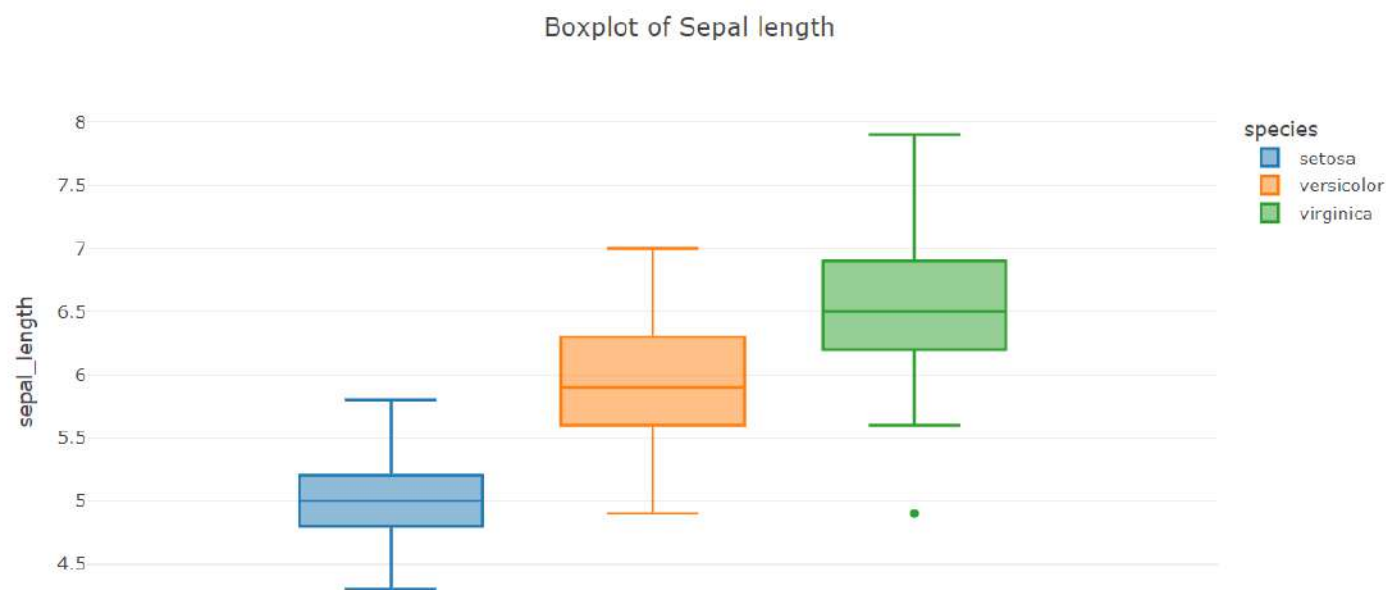 Boxplot of Sepal length
8
7.5
7
6.5
6
5.5
5
4.5
sepal_length
species
setosa
versicolor
virginica